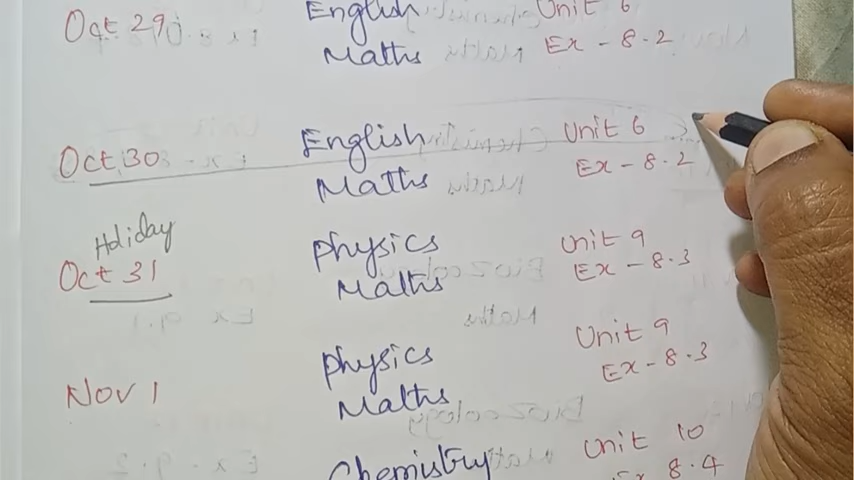 Oct 29 English Unit 6
Maths Ex - 8.2
Oct 30 English Unit 6
Maths Ex - 8.2
Holiday
Oct 31 Physics Unit 9
Maths Ex - 8.3
Nov 1 Physics Unit 9
Maths Ex - 8.3
Chemistry Unit 10
Ex 8.4